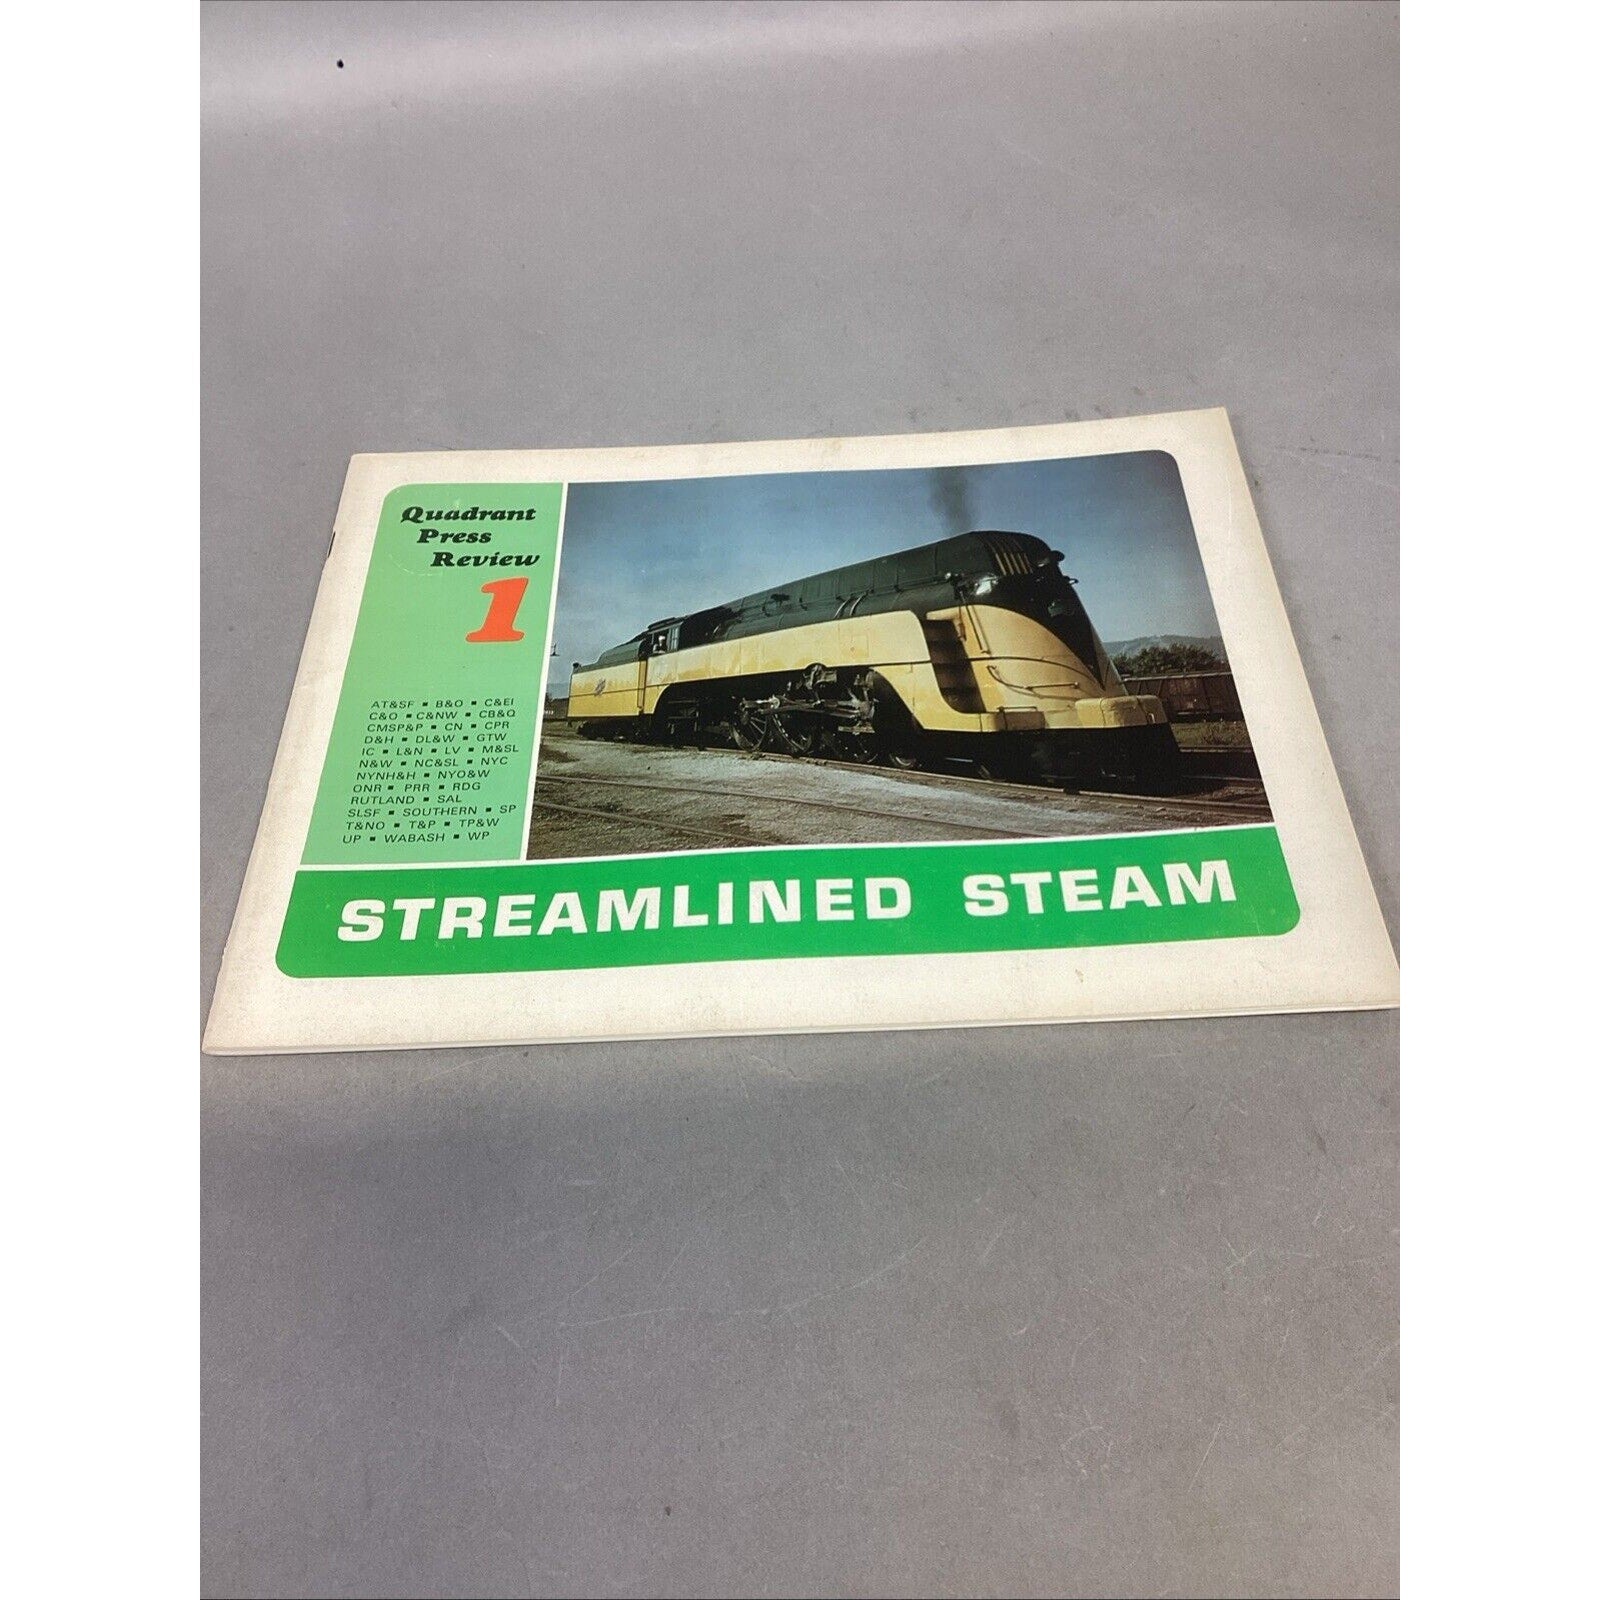 Quadrant
Press
Review
1
AT&SF ▪ B&O ▪ C&EI
C&O ▪ C&NW ▪ CB&Q
CMSP&P ▪ CN ▪ CPR
D&H ▪ DL&W ▪ GTW
IC ▪ L&N ▪ LV ▪ M&SL
N&W ▪ NC&SL ▪ NYC
NYNH&H ▪ NYO&W
ONR ▪ PRR ▪ RDG
RUTLAND ▪ SAL
SLSF ▪ SOUTHERN ▪ SP
T&NO ▪ T&P ▪ TP&W
UP ▪ WABASH ▪ WP
STREAMLINED STEAM